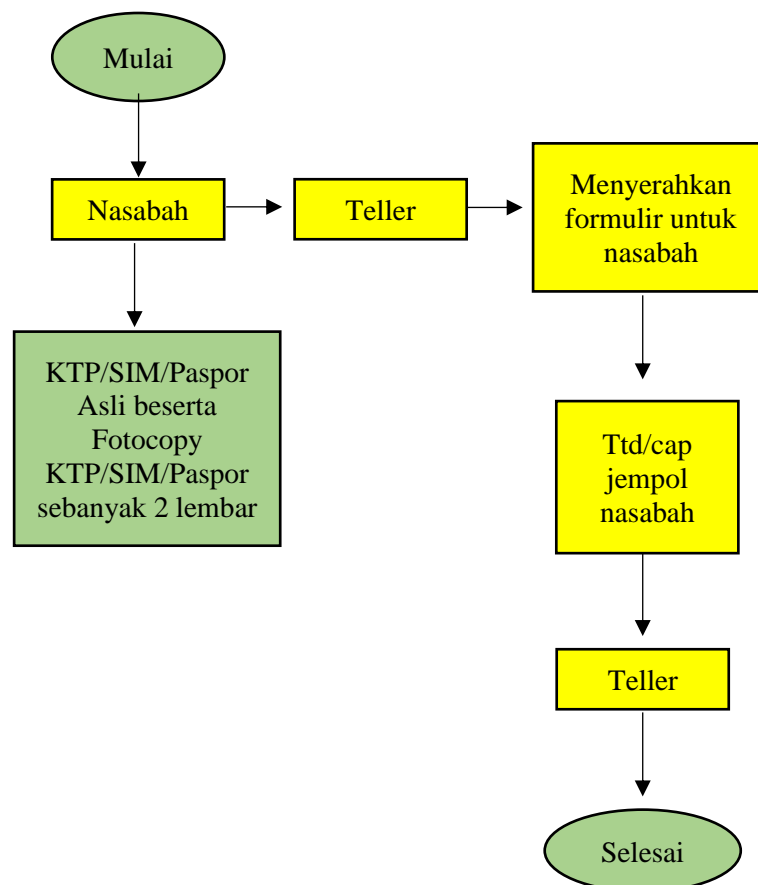 Mulai
Nasabah
Teller
Menyerahkan
formulir untuk
nasabah
KTP/SIM/Paspor
Asli beserta
Fotocopy
KTP/SIM/Paspor
sebanyak 2 lembar
Ttd/cap
jempol
nasabah
Teller
Selesai